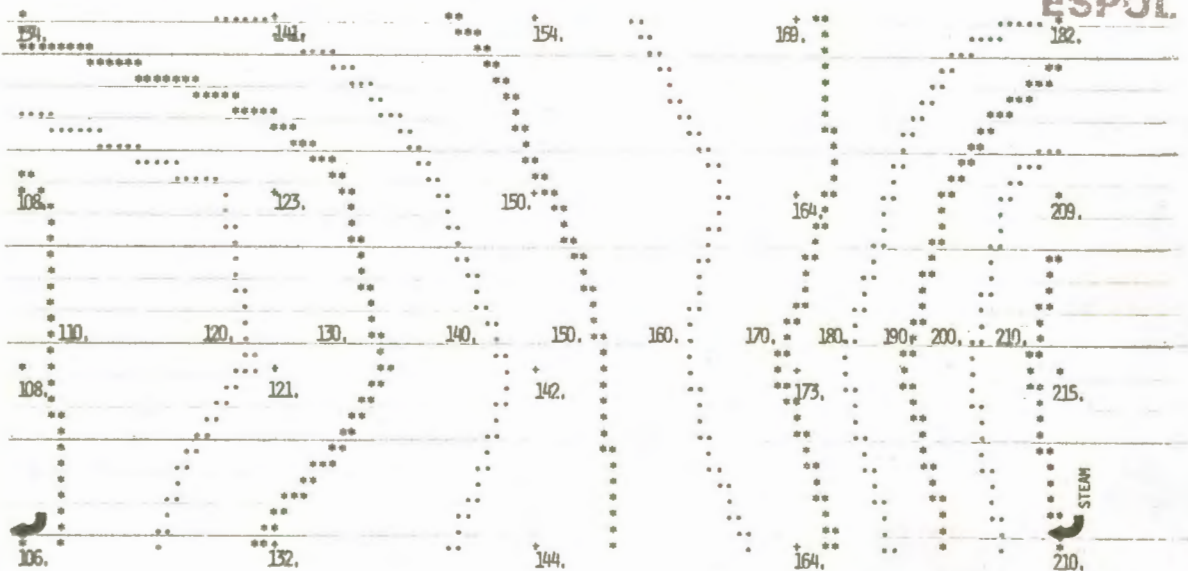 ESPOL
134. 141. 154. 169. 182.
108. 123. 150. 164. 209.
110. 120. 130. 140. 150. 160. 170. 180. 190. 200. 210.
108. 121. 142. 173. 215.
STEAM
106. 132. 144. 164. 210.